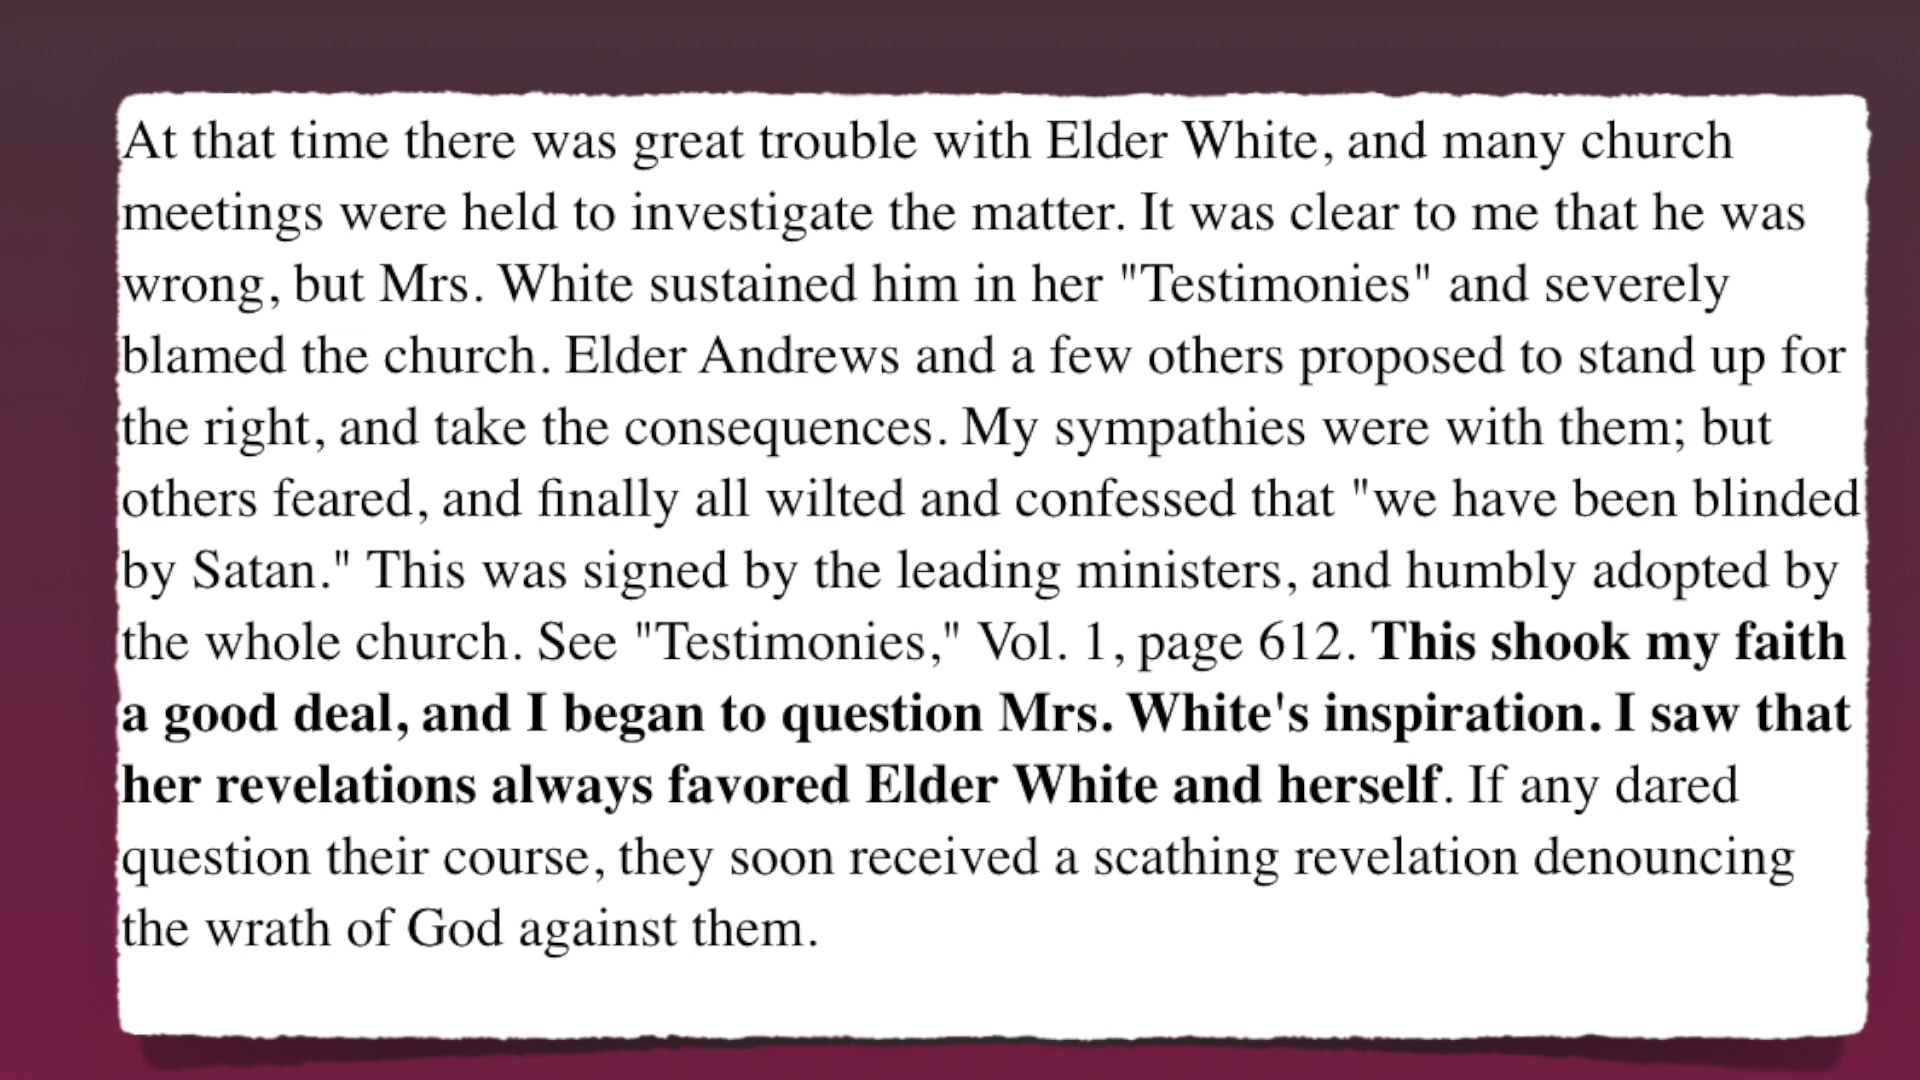 At that time there was great trouble with Elder White, and many church
meetings were held to investigate the matter. It was clear to me that he was
wrong, but Mrs. White sustained him in her "Testimonies" and severely
blamed the church. Elder Andrews and a few others proposed to stand up for
the right, and take the consequences. My sympathies were with them; but
others feared, and finally all wilted and confessed that "we have been blinded
by Satan." This was signed by the leading ministers, and humbly adopted by
the whole church. See "Testimonies," Vol. 1, page 612. This shook my faith
a good deal, and I began to question Mrs. White's inspiration. I saw that
her revelations always favored Elder White and herself. If any dared
question their course, they soon received a scathing revelation denouncing
the wrath of God against them.